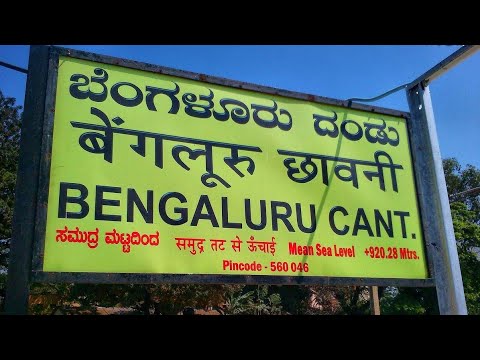 ಬೆಂಗಳೂರು ದಂಡು
बेंगलूरु छावनी
BENGALURU CANT.
ಸಮುದ್ರ ಮಟ್ಟದಿಂದ समुद्र तट से ऊँचाई Mean Sea Level +920.28 Mtrs.
Pincode - 560 046